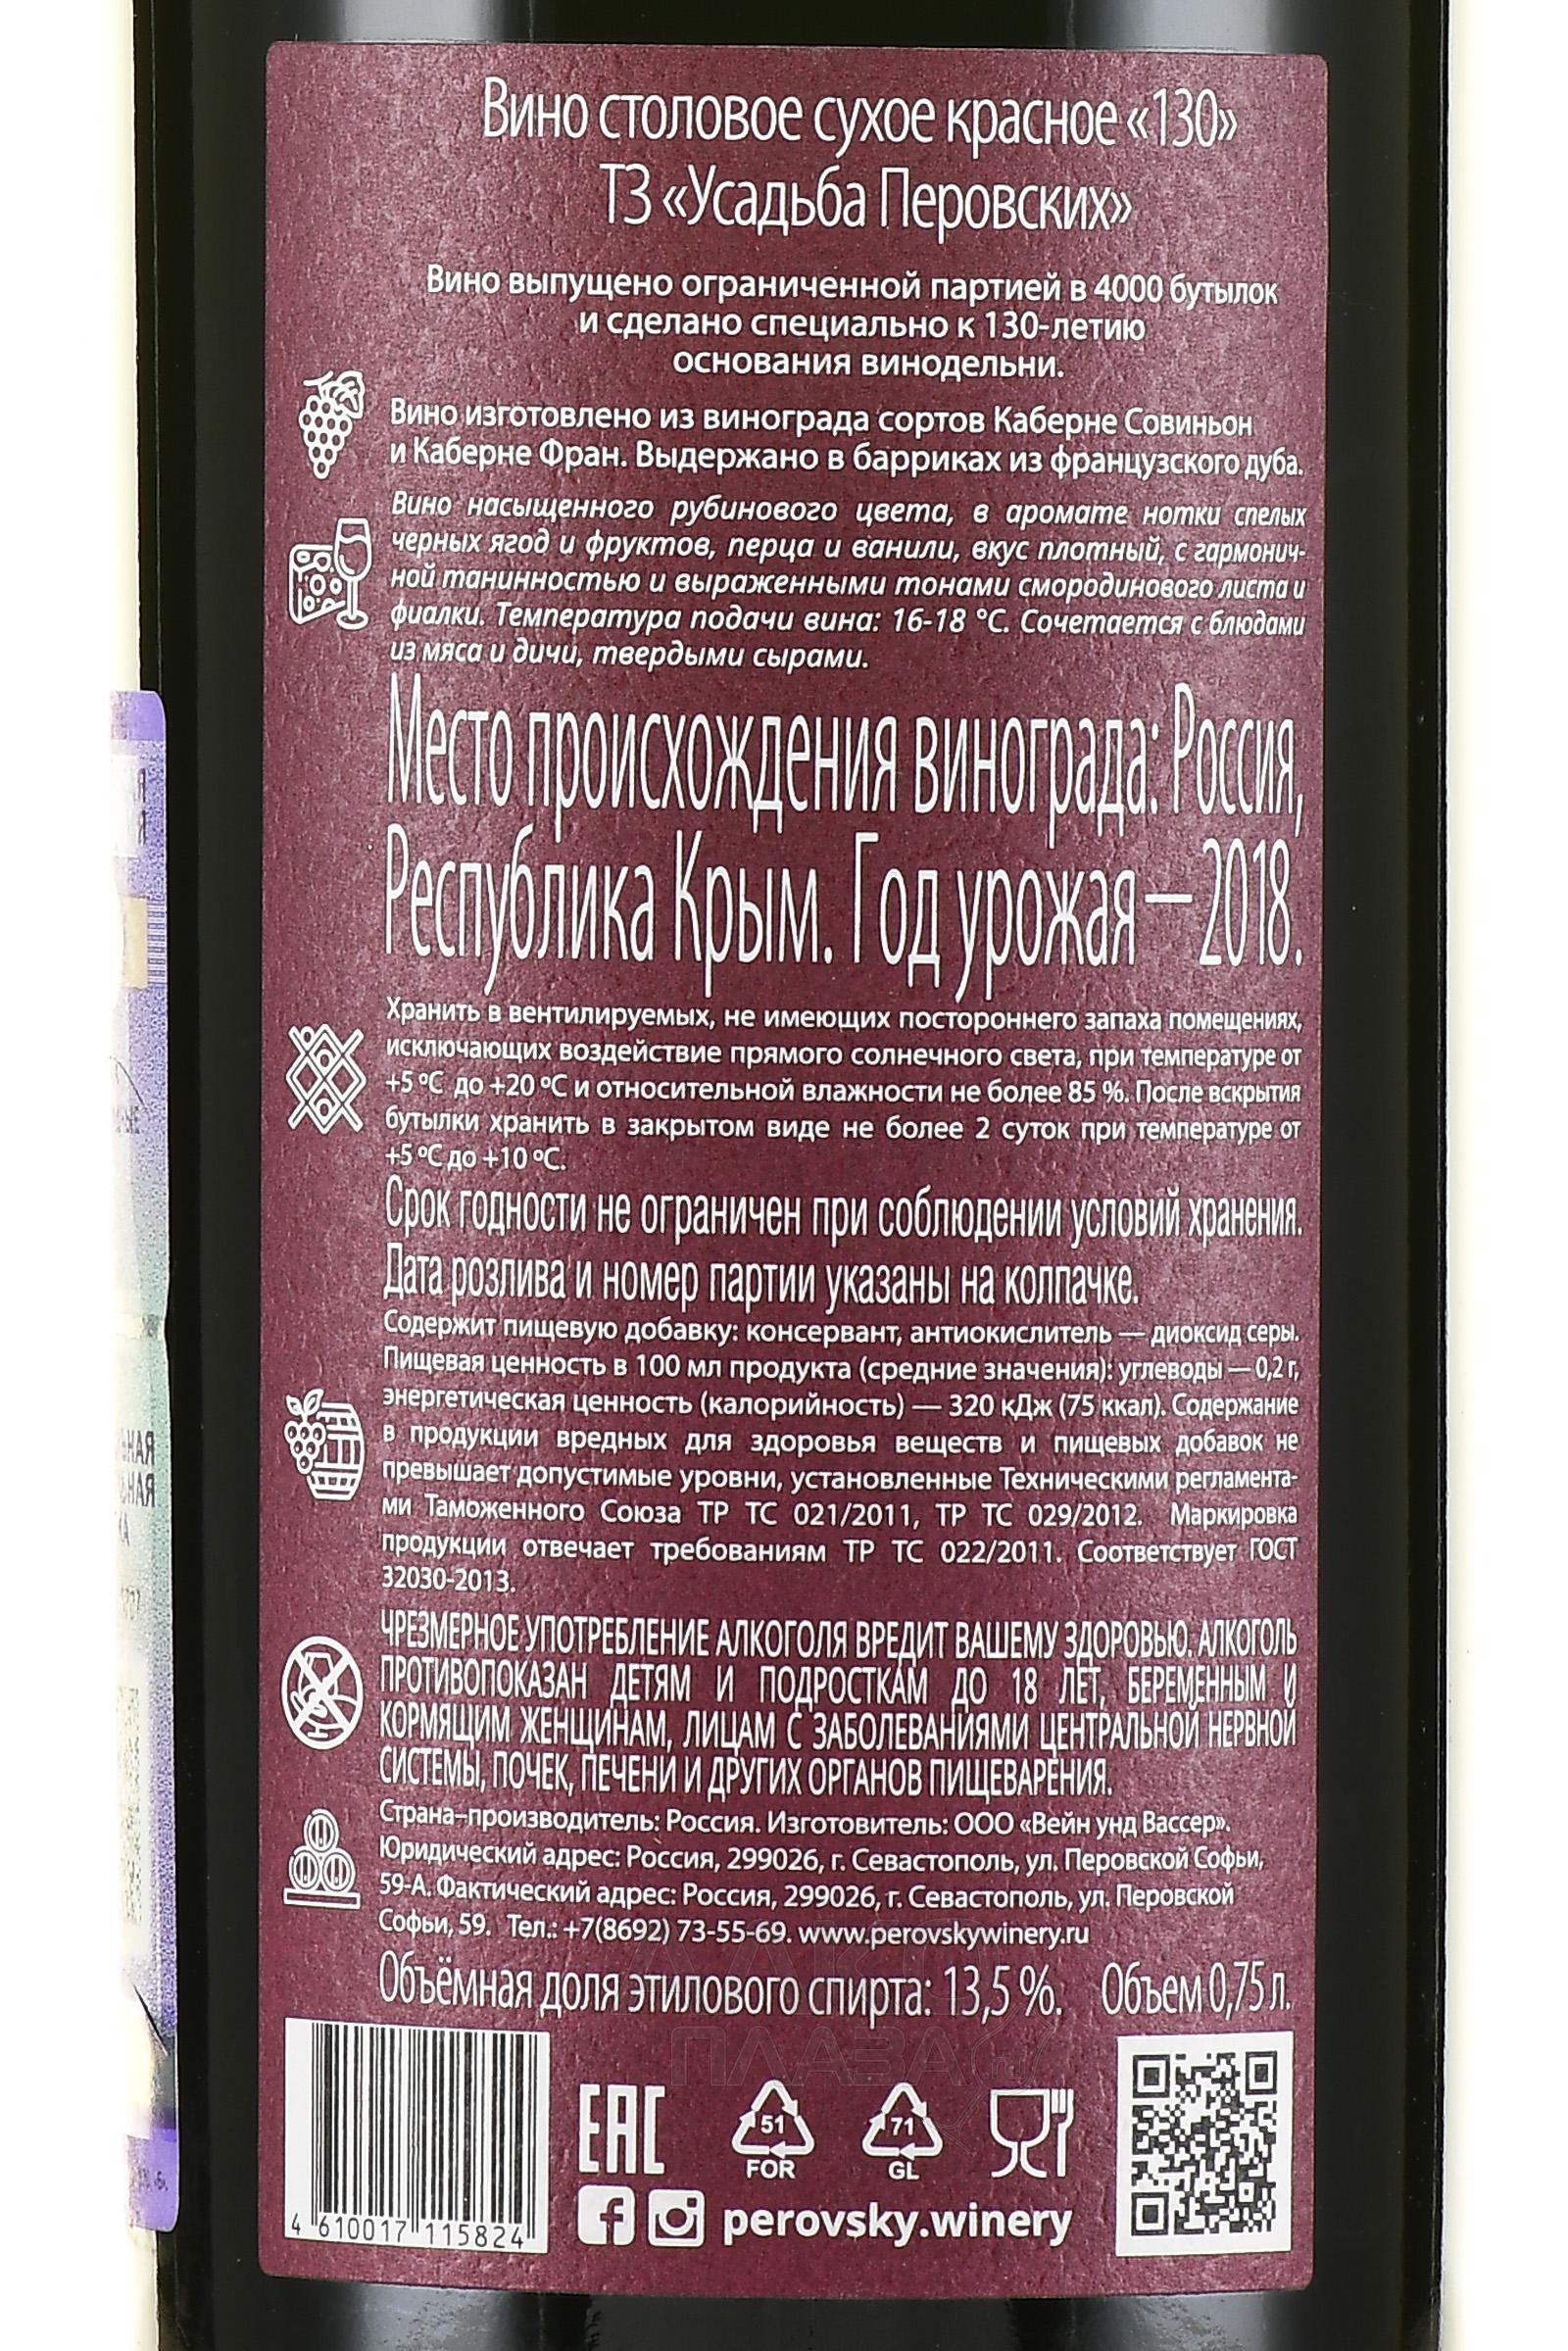 Вино столовое сухое красное «130»
ТЗ «Усадьба Перовских»
Вино выпущено ограниченной партией в 4000 бутылок
и сделано специально к 130-летию
основания винодельни.
Вино изготовлено из винограда сортов Каберне Совиньон
и Каберне Фран. Выдержано в барриках из французского дуба.
Вино насыщенного рубинового цвета, в аромате нотки спелых
черных ягод и фруктов, перца и ванили, вкус плотный, с гармонич-
ной танинностью и выраженными тонами смородинового листа и
фиалки. Температура подачи вина: 16-18 °С. Сочетается с блюдами
из мяса и дичи, твердыми сырами.
Место происхождения винограда: Россия,
Республика Крым. Год урожая — 2018.
Хранить в вентилируемых, не имеющих постороннего запаха помещениях,
исключающих воздействие прямого солнечного света, при температуре от
+5 ºС до +20 ºС и относительной влажности не более 85 %. После вскрытия
бутылки хранить в закрытом виде не более 2 суток при температуре от
+5 ºС до +10 ºС.
Срок годности не ограничен при соблюдении условий хранения.
Дата розлива и номер партии указаны на колпачке.
Содержит пищевую добавку: консервант, антиокислитель — диоксид серы.
Пищевая ценность в 100 мл продукта (средние значения): углеводы — 0,2 г,
энергетическая ценность (калорийность) — 320 кДж (75 ккал). Содержание
в продукции вредных для здоровья веществ и пищевых добавок не
превышает допустимые уровни, установленные Техническими регламента-
ми Таможенного Союза ТР ТС 021/2011, ТР ТС 029/2012. Маркировка
продукции отвечает требованиям ТР ТС 022/2011. Соответствует ГОСТ
32030-2013.
ЧРЕЗМЕРНОЕ УПОТРЕБЛЕНИЕ АЛКОГОЛЯ ВРЕДИТ ВАШЕМУ ЗДОРОВЬЮ. АЛКОГОЛЬ
ПРОТИВОПОКАЗАН ДЕТЯМ И ПОДРОСТКАМ ДО 18 ЛЕТ, БЕРЕМЕННЫМ И
КОРМЯЩИМ ЖЕНЩИНАМ, ЛИЦАМ С ЗАБОЛЕВАНИЯМИ ЦЕНТРАЛЬНОЙ НЕРВНОЙ
СИСТЕМЫ, ПОЧЕК, ПЕЧЕНИ И ДРУГИХ ОРГАНОВ ПИЩЕВАРЕНИЯ.
Страна–производитель: Россия. Изготовитель: ООО «Вейн унд Вассер».
Юридический адрес: Россия, 299026, г. Севастополь, ул. Перовской Софьи,
59-А. Фактический адрес: Россия, 299026, г. Севастополь, ул. Перовской
Софьи, 59. Тел.: +7(8692) 73-55-69. www.perovskywinery.ru
Объёмная доля этилового спирта: 13,5 %. Объем 0,75 л.
ПЛАЗА
EAC 51 FOR 71 GL
perovsky.winery
4 610017 115824